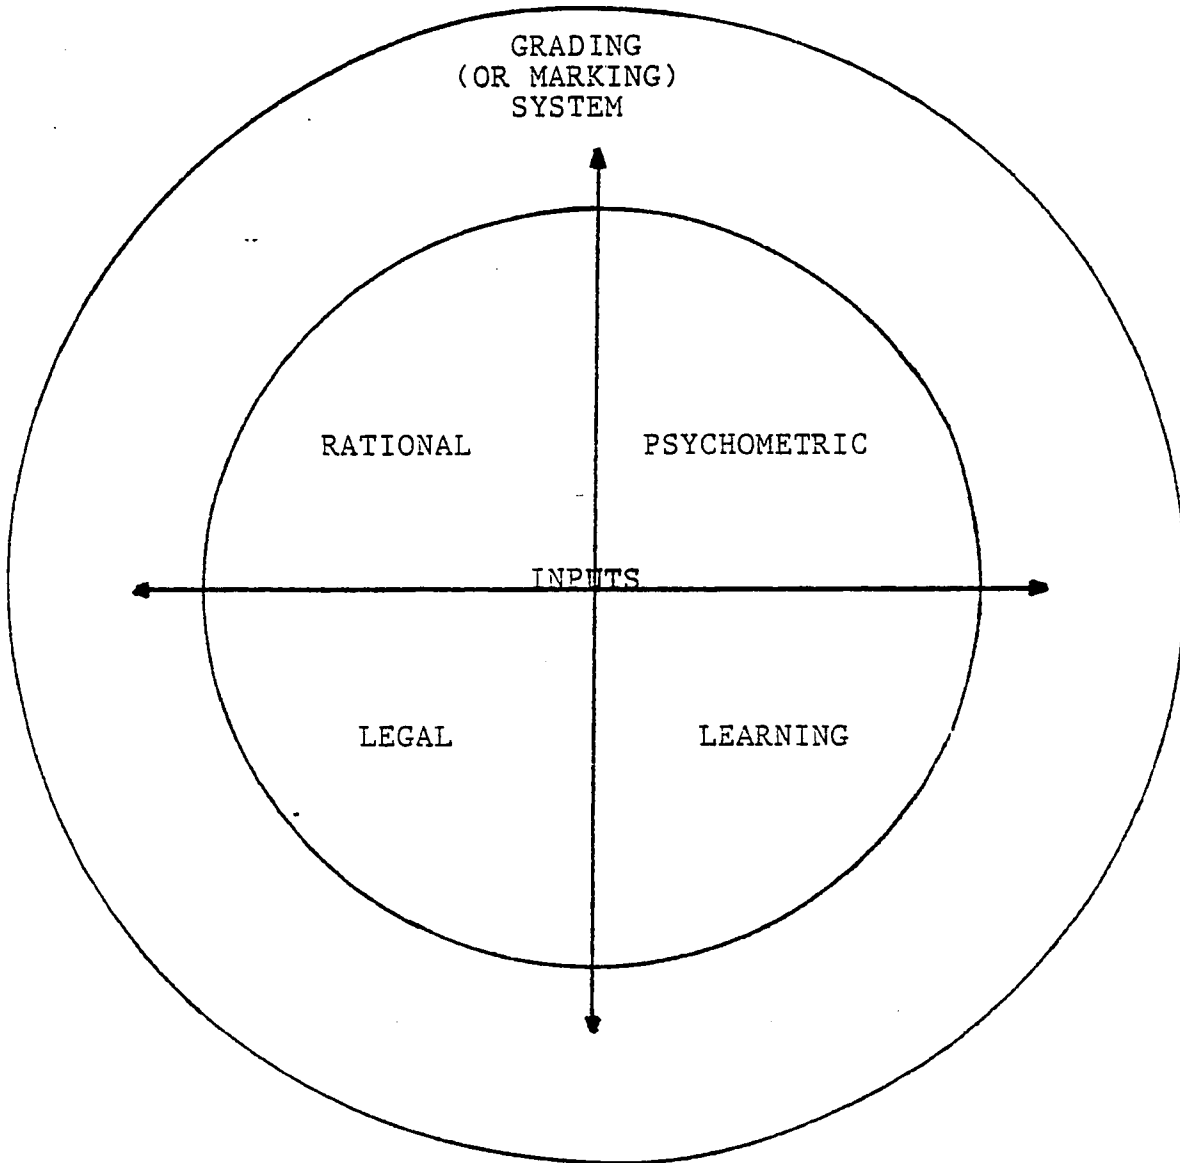 GRADING
(OR MARKING)
SYSTEM
RATIONAL PSYCHOMETRIC
INPUTS
LEGAL LEARNING